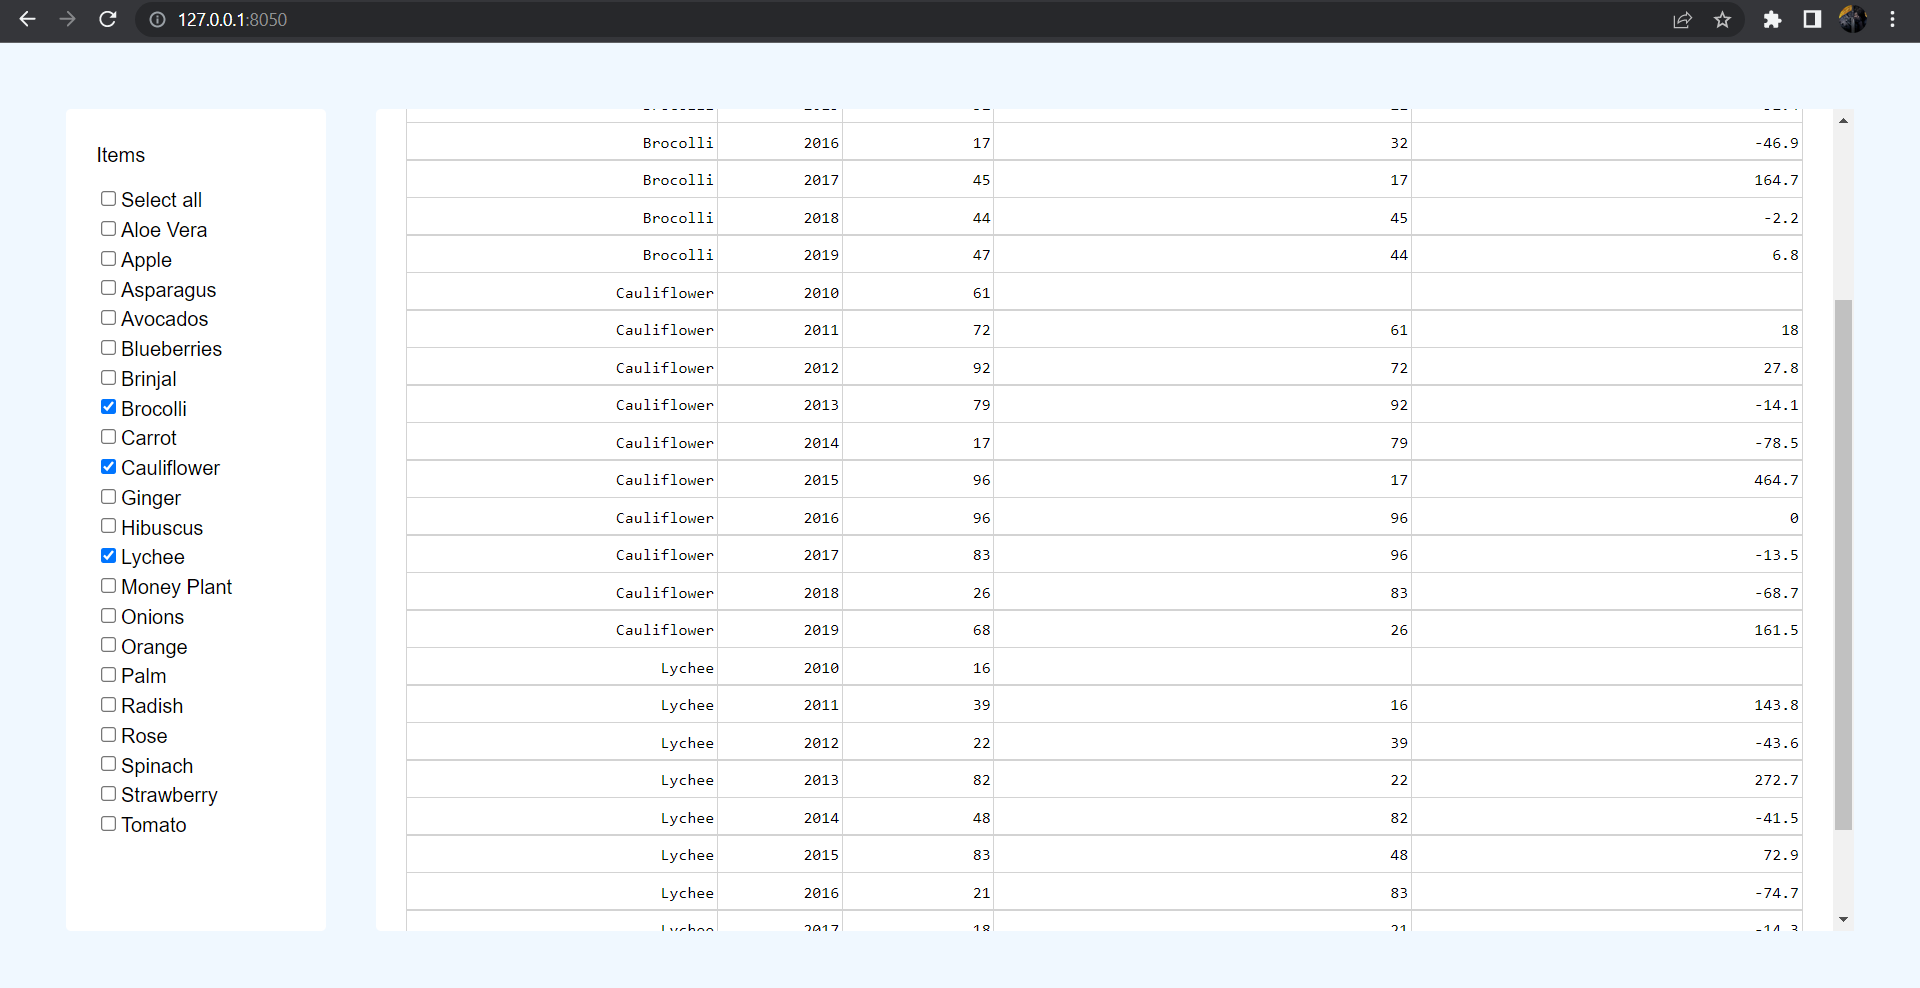 127.0.0.1:8050
Items
Select all
Aloe Vera
Apple
Asparagus
Avocados
Blueberries
Brinjal
Brocolli
Carrot
Cauliflower
Ginger
Hibuscus
Lychee
Money Plant
Onions
Orange
Palm
Radish
Rose
Spinach
Strawberry
Tomato
Brocolli 2016 17 32 -46.9
Brocolli 2017 45 17 164.7
Brocolli 2018 44 45 -2.2
Brocolli 2019 47 44 6.8
Cauliflower 2010 61
Cauliflower 2011 72 61 18
Cauliflower 2012 92 72 27.8
Cauliflower 2013 79 92 -14.1
Cauliflower 2014 17 79 -78.5
Cauliflower 2015 96 17 464.7
Cauliflower 2016 96 96 0
Cauliflower 2017 83 96 -13.5
Cauliflower 2018 26 83 -68.7
Cauliflower 2019 68 26 161.5
Lychee 2010 16
Lychee 2011 39 16 143.8
Lychee 2012 22 39 -43.6
Lychee 2013 82 22 272.7
Lychee 2014 48 82 -41.5
Lychee 2015 83 48 72.9
Lychee 2016 21 83 -74.7
Lychee 2017 18 21 -14.3